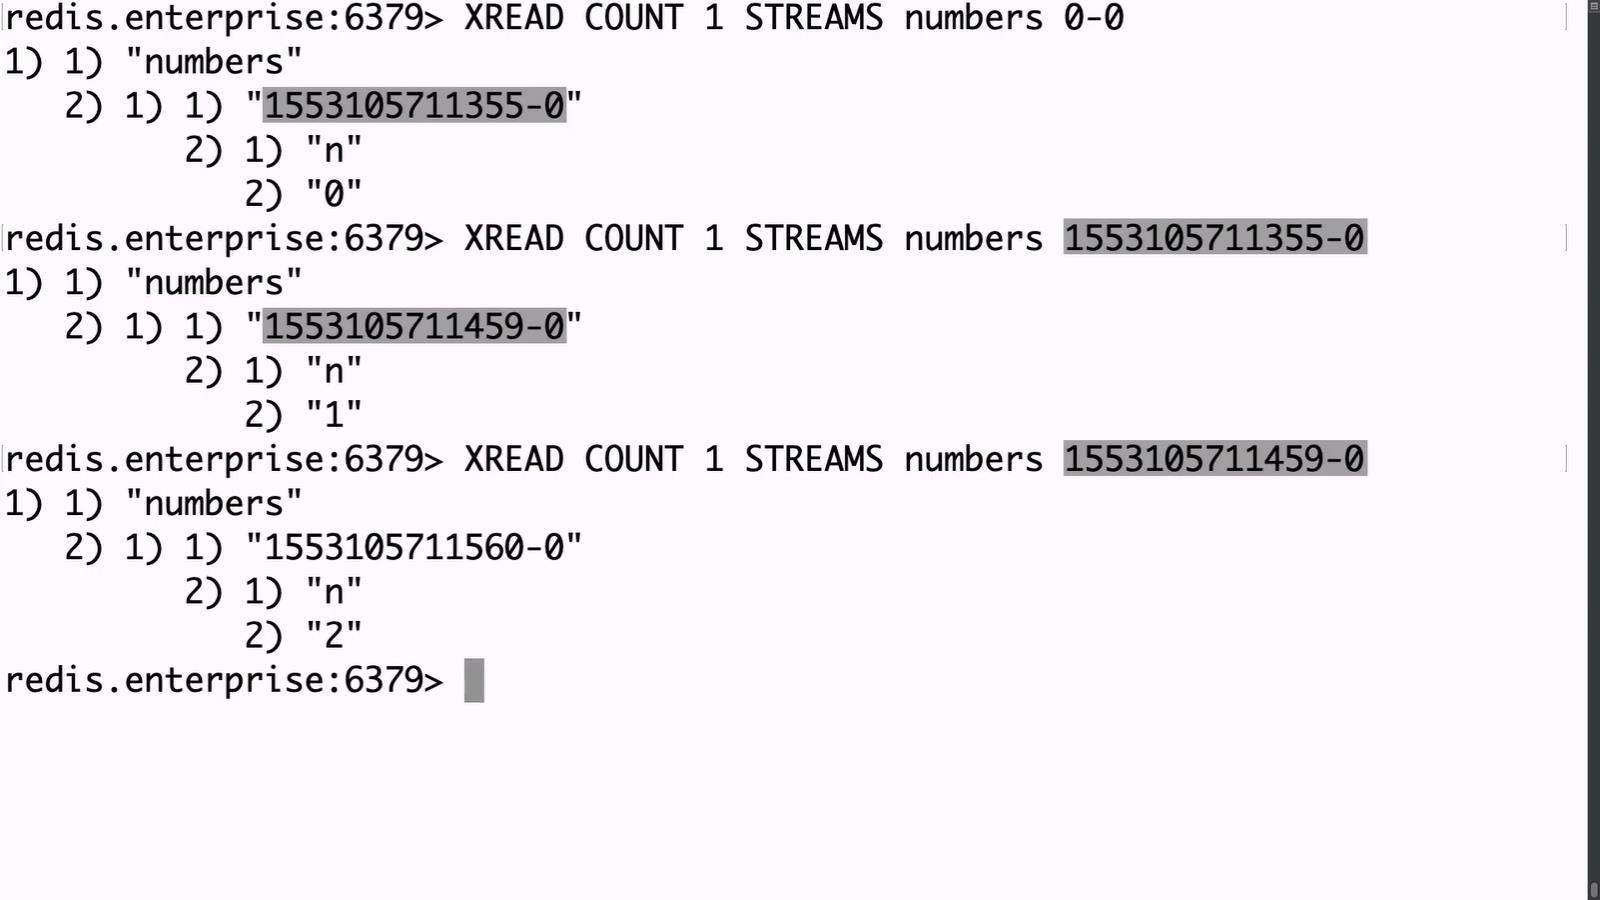 redis.enterprise:6379> XREAD COUNT 1 STREAMS numbers 0-0
1) 1) "numbers"
   2) 1) 1) "1553105711355-0"
         2) 1) "n"
            2) "0"
redis.enterprise:6379> XREAD COUNT 1 STREAMS numbers 1553105711355-0
1) 1) "numbers"
   2) 1) 1) "1553105711459-0"
         2) 1) "n"
            2) "1"
redis.enterprise:6379> XREAD COUNT 1 STREAMS numbers 1553105711459-0
1) 1) "numbers"
   2) 1) 1) "1553105711560-0"
         2) 1) "n"
            2) "2"
redis.enterprise:6379>